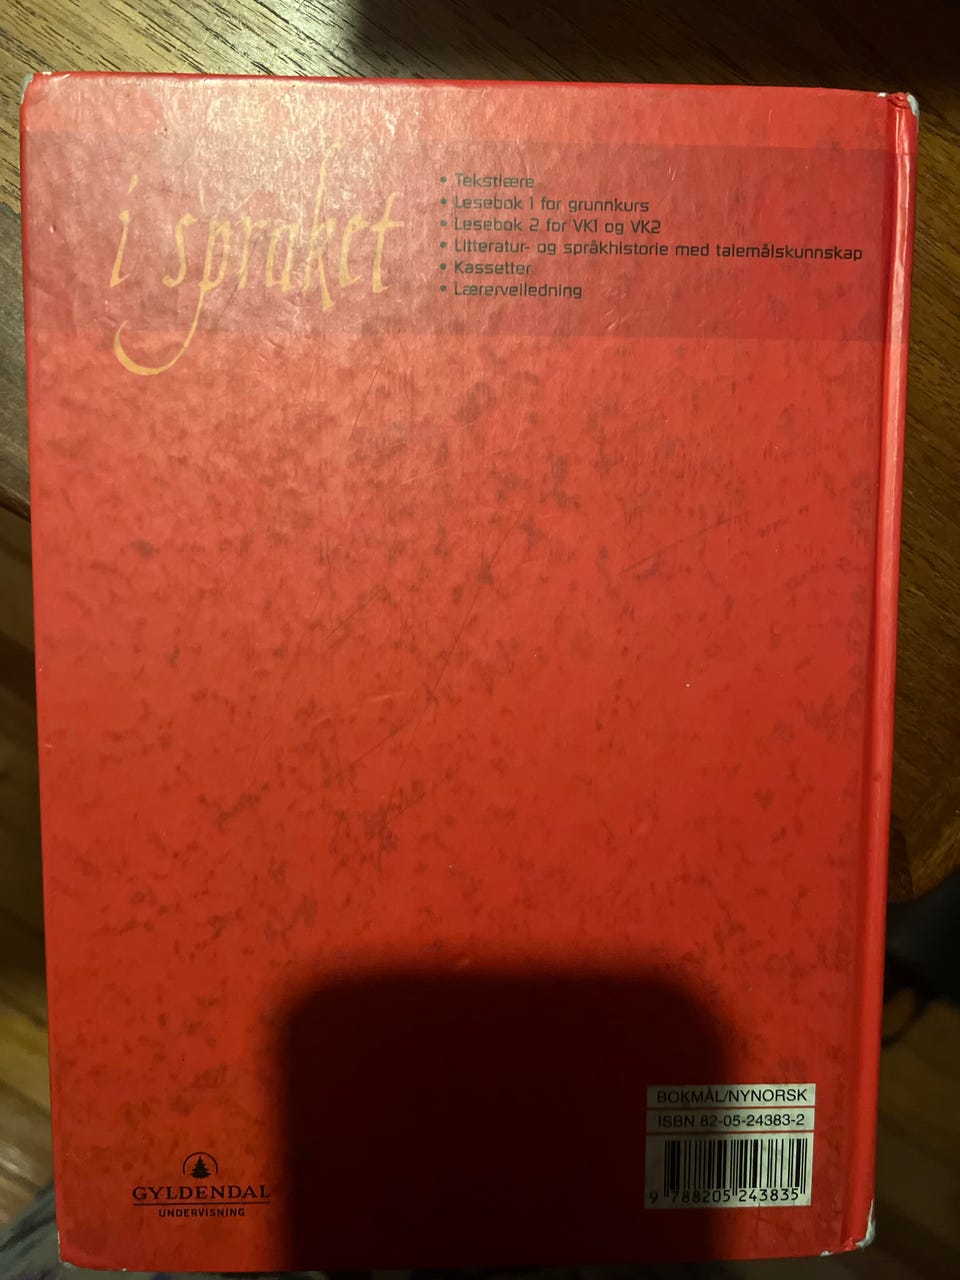 i språket
• Tekstlære
• Lesebok 1 for grunnkurs
• Lesebok 2 for VK1 og VK2
• Litteratur- og språkhistorie med talemålskunnskap
• Kassetter
• Lærerveiledning
BOKMÅL/NYNORSK
ISBN 82-05-24383-2
9 788205 243835
GYLDENDAL
UNDERVISNING